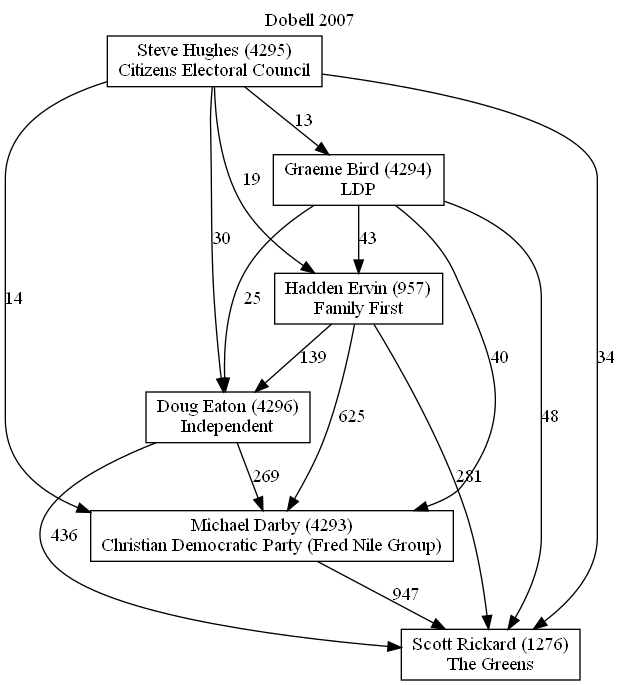 Dobell 2007
Steve Hughes (4295)
Citizens Electoral Council
13
Graeme Bird (4294)
LDP
19
30
43
25
14
40
48
34
Hadden Ervin (957)
Family First
139
625
281
Doug Eaton (4296)
Independent
269
436
Michael Darby (4293)
Christian Democratic Party (Fred Nile Group)
947
Scott Rickard (1276)
The Greens